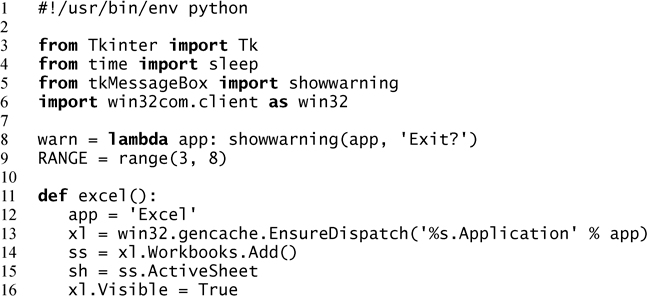 1 #!/usr/bin/env python
2
3 from Tkinter import Tk
4 from time import sleep
5 from tkMessageBox import showwarning
6 import win32com.client as win32
7
8 warn = lambda app: showwarning(app, 'Exit?')
9 RANGE = range(3, 8)
10
11 def excel():
12    app = 'Excel'
13    xl = win32.gencache.EnsureDispatch('%s.Application' % app)
14    ss = xl.Workbooks.Add()
15    sh = ss.ActiveSheet
16    xl.Visible = True